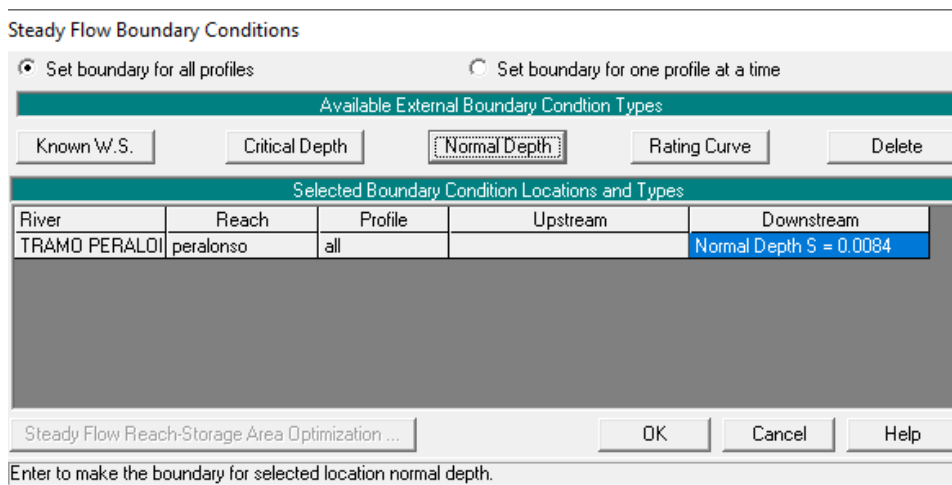 Steady Flow Boundary Conditions
Set boundary for all profiles Set boundary for one profile at a time
Available External Boundary Condtion Types
Known W.S. Critical Depth Normal Depth Rating Curve Delete
Selected Boundary Condition Locations and Types
River Reach Profile Upstream Downstream
TRAMO PERALOI peralonso all Normal Depth S = 0.0084
Steady Flow Reach-Storage Area Optimization ... OK Cancel Help
Enter to make the boundary for selected location normal depth.